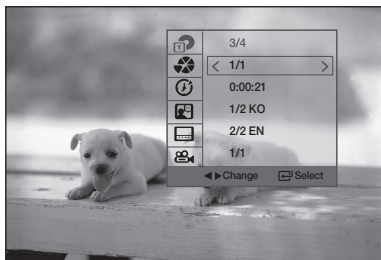 3/4
< 1/1 >
0:00:21
1/2 KO
2/2 EN
1/1
◄ ►Change Select